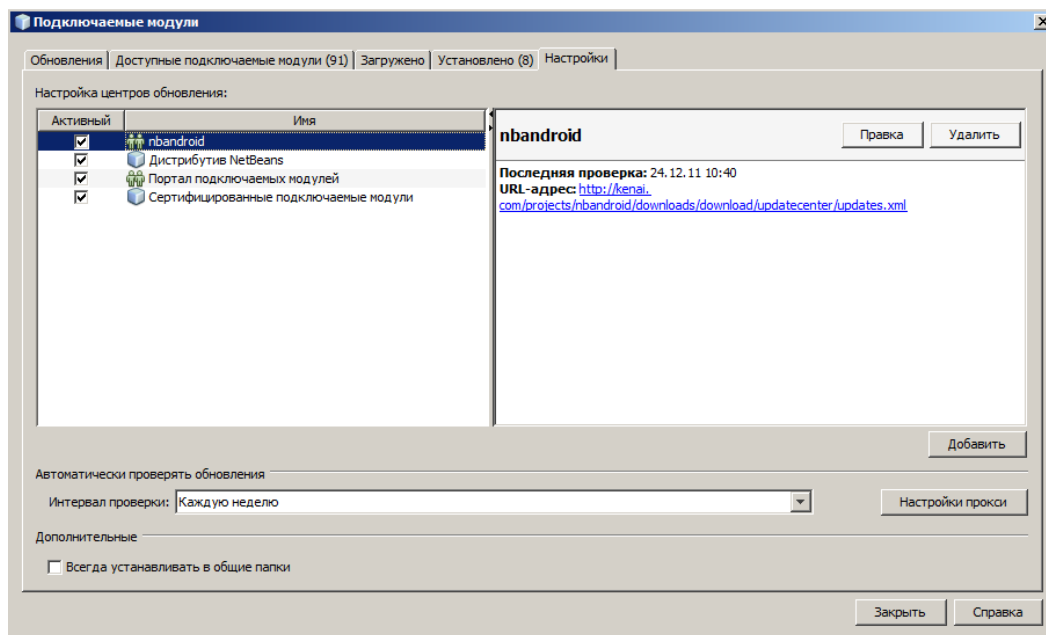 Подключаемые модули
Обновления Доступные подключаемые модули (91) Загружено Установлено (8) Настройки
Настройка центров обновления:
Активный Имя
nbandroid
Дистрибутив NetBeans
Портал подключаемых модулей
Сертифицированные подключаемые модули
nbandroid Правка Удалить
Последняя проверка: 24.12.11 10:40
URL-адрес: http://kenai.
com/projects/nbandroid/downloads/download/updatecenter/updates.xml
Добавить
Автоматически проверять обновления
Интервал проверки: Каждую неделю Настройки прокси
Дополнительные
Всегда устанавливать в общие папки
Закрыть Справка